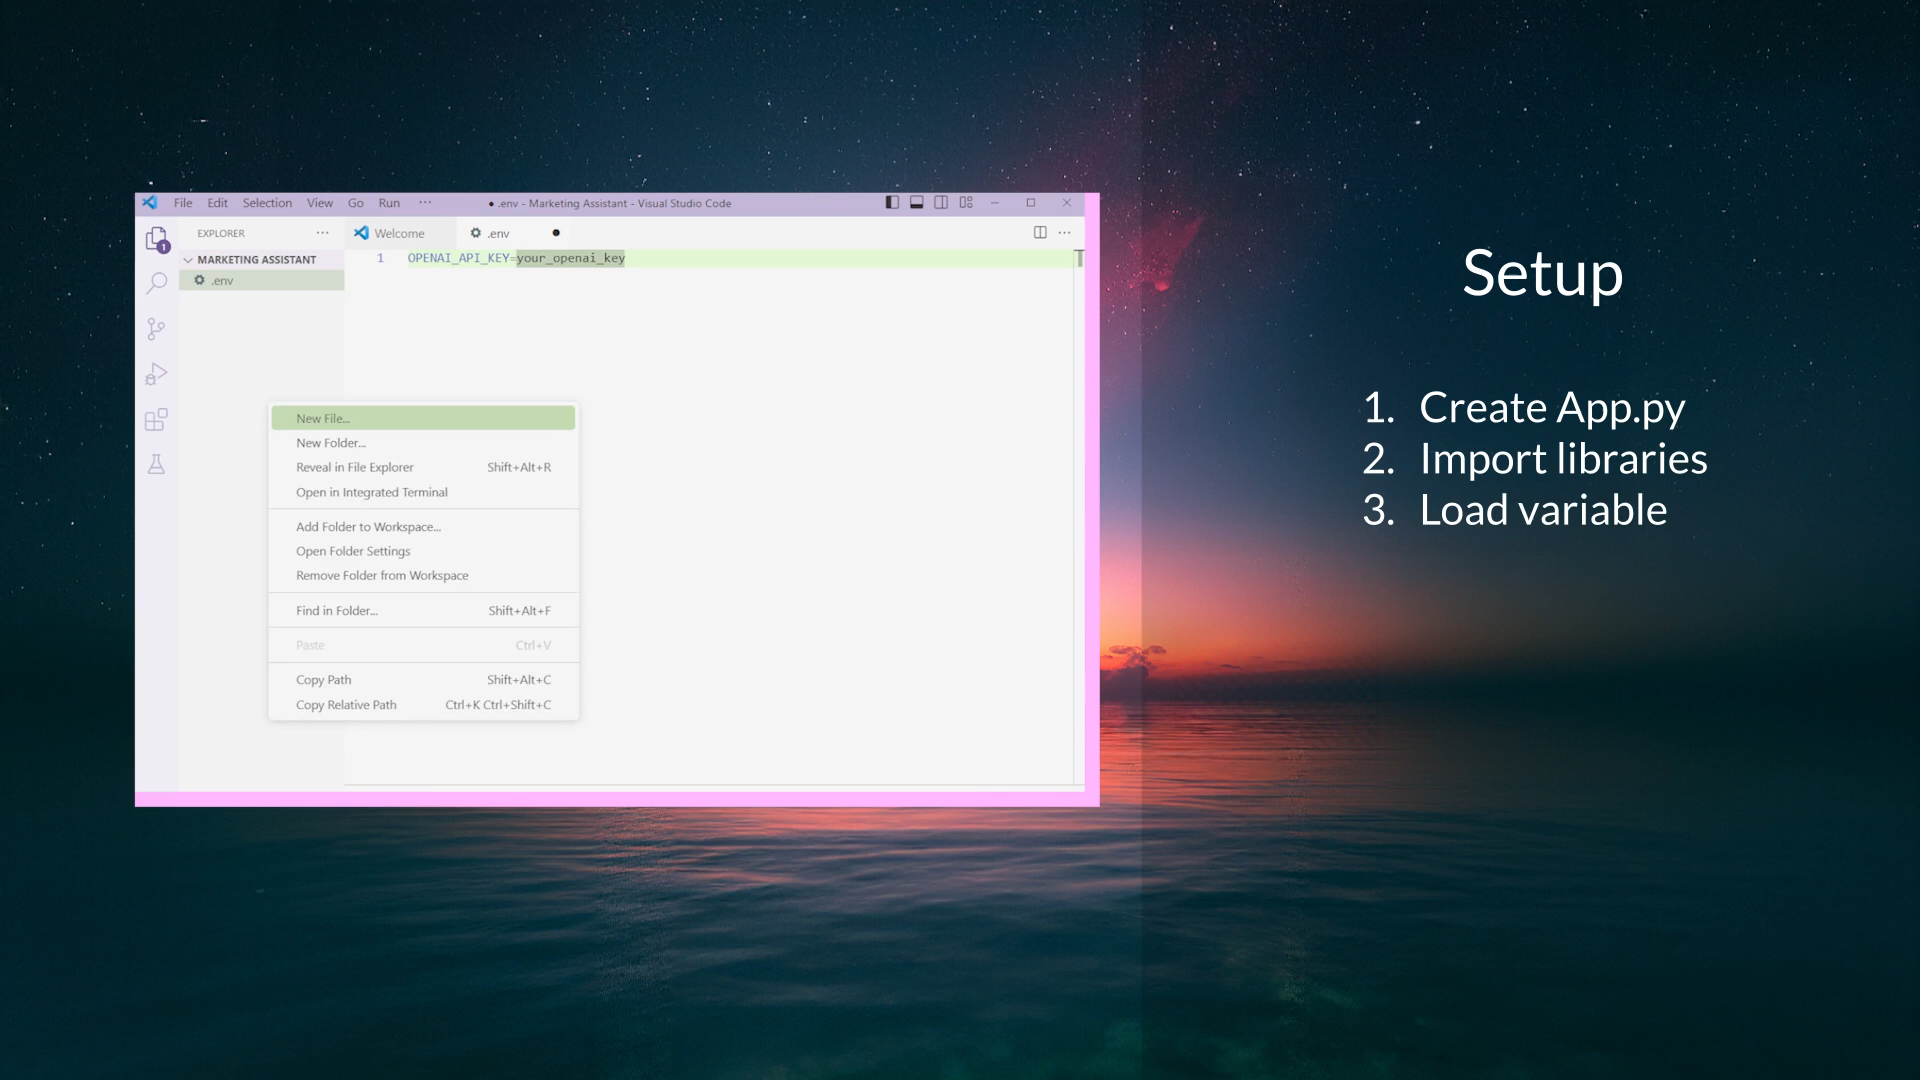 File Edit Selection View Go Run ··· ● .env - Marketing Assistant - Visual Studio Code
EXPLORER ··· Welcome .env ●
1
MARKETING ASSISTANT
.env
1 OPENAI_API_KEY=your_openai_key
New File...
New Folder...
Reveal in File Explorer Shift+Alt+R
Open in Integrated Terminal
Add Folder to Workspace...
Open Folder Settings
Remove Folder from Workspace
Find in Folder... Shift+Alt+F
Paste Ctrl+V
Copy Path Shift+Alt+C
Copy Relative Path Ctrl+K Ctrl+Shift+C
Setup
1. Create App.py
2. Import libraries
3. Load variable